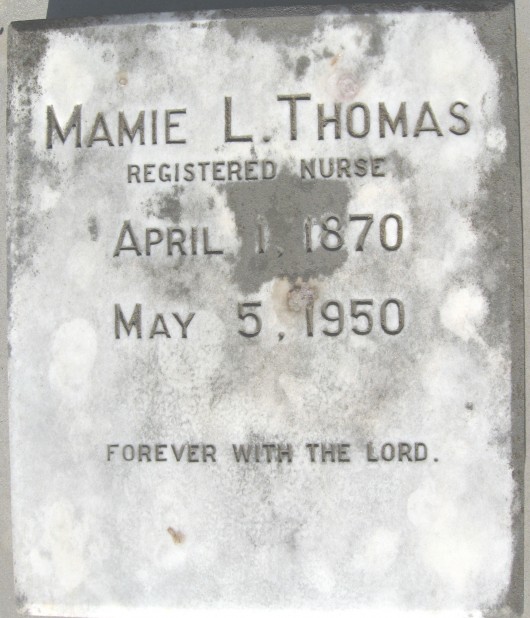 MAMIE L. THOMAS
REGISTERED NURSE
APRIL 1, 1870
MAY 5, 1950
FOREVER WITH THE LORD.